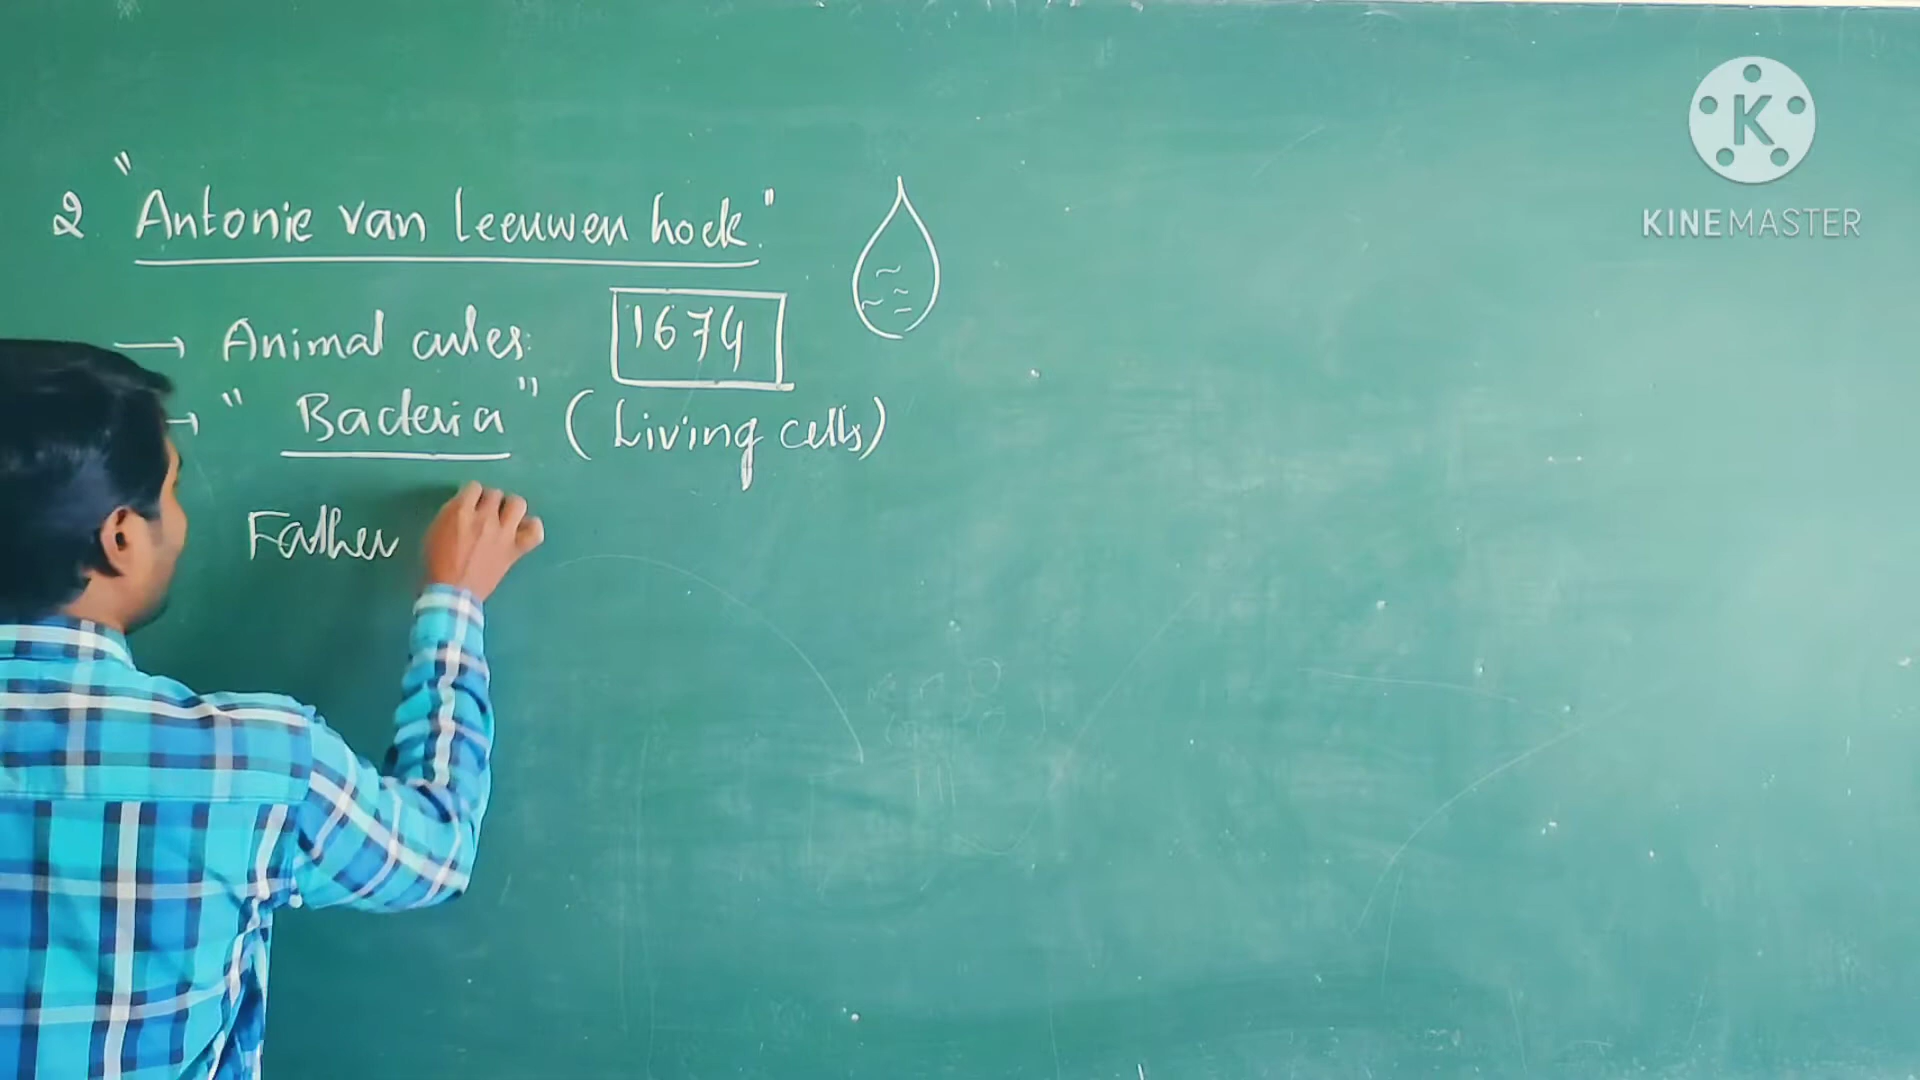 2 "Antonie van Leeuwen hoek."
→ Animal cules: 1674
→ "Bacteria" (Living cells)
Father
K
KINEMASTER